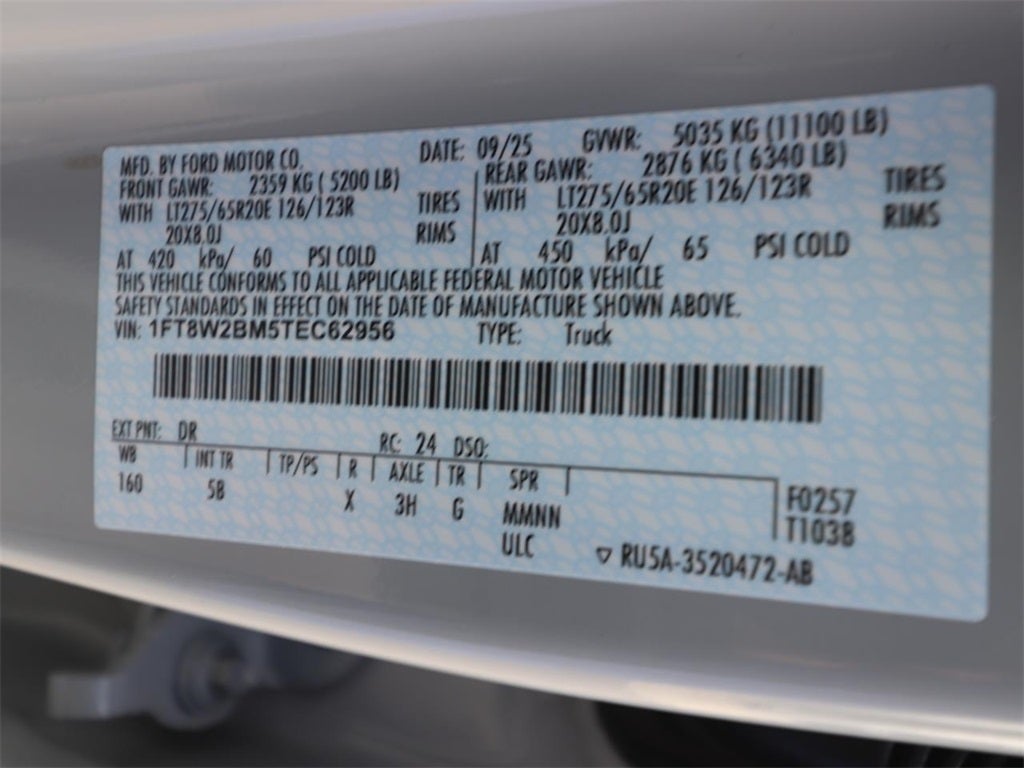 MFD. BY FORD MOTOR CO. DATE: 09/25 GVWR: 5035 KG (11100 LB)
FRONT GAWR: 2359 KG ( 5200 LB) REAR GAWR: 2876 KG ( 6340 LB)
WITH LT275/65R20E 126/123R TIRES WITH LT275/65R20E 126/123R TIRES
20X8.0J RIMS 20X8.0J RIMS
AT 420 kPa/ 60 PSI COLD AT 450 kPa/ 65 PSI COLD
THIS VEHICLE CONFORMS TO ALL APPLICABLE FEDERAL MOTOR VEHICLE
SAFETY STANDARDS IN EFFECT ON THE DATE OF MANUFACTURE SHOWN ABOVE.
VIN: 1FT8W2BM5TEC62956 TYPE: Truck
EXT PNT: DR RC: 24 DSO:
WB INT TR TP/PS R AXLE TR SPR
160 5B X 3H G MMNN F0257
ULC T1038
RU5A-3520472-AB